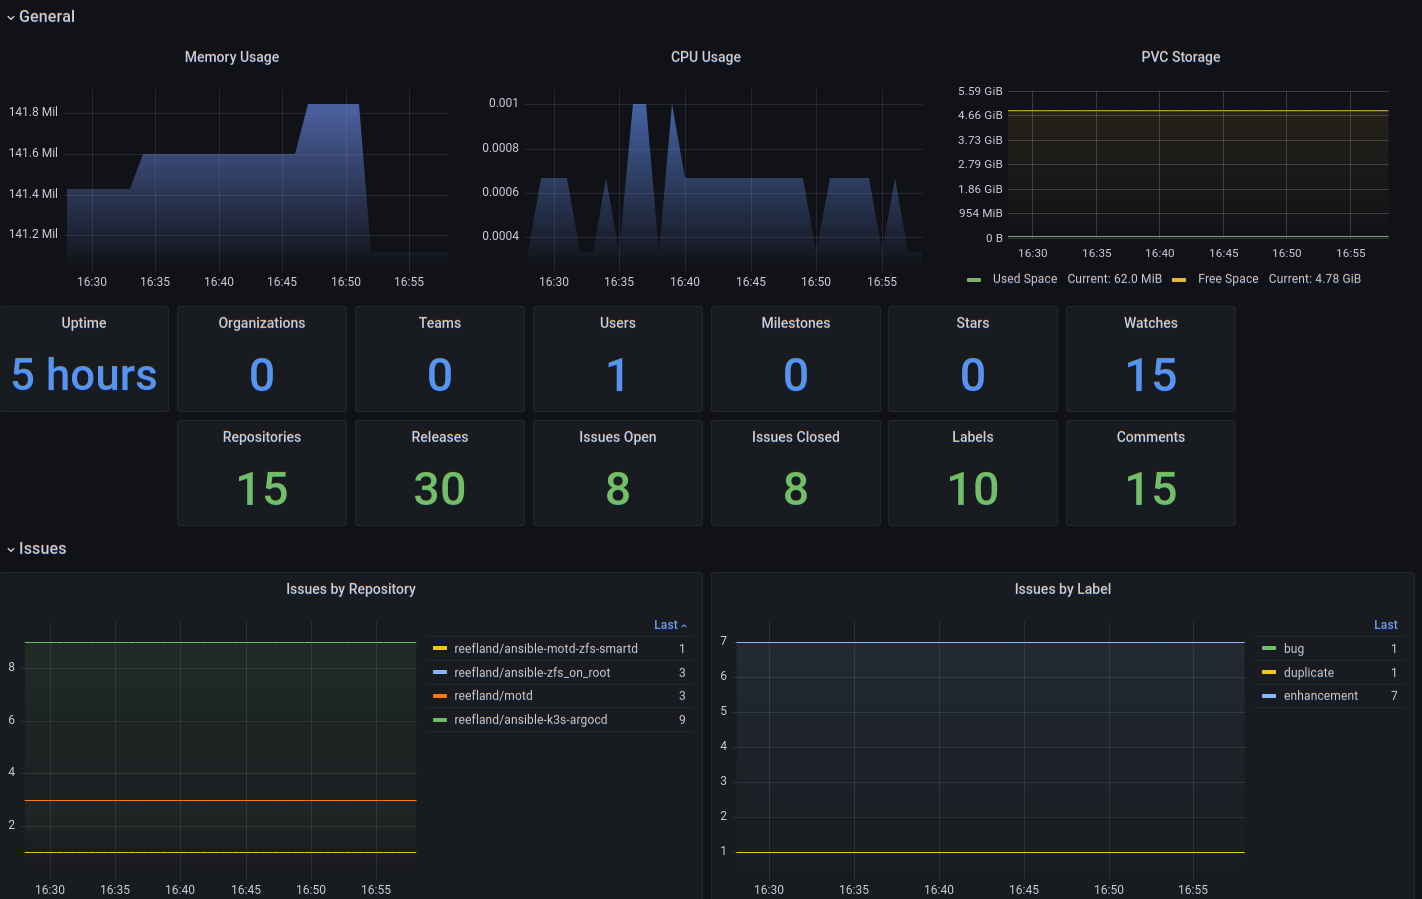 General
Memory Usage
141.8 Mil
141.6 Mil
141.4 Mil
141.2 Mil
16:30 16:35 16:40 16:45 16:50 16:55
CPU Usage
0.001
0.0008
0.0006
0.0004
16:30 16:35 16:40 16:45 16:50 16:55
PVC Storage
5.59 GiB
4.66 GiB
3.73 GiB
2.79 GiB
1.86 GiB
954 MiB
0 B
16:30 16:35 16:40 16:45 16:50 16:55
Used Space Current: 62.0 MiB Free Space Current: 4.78 GiB
Uptime
5 hours
Organizations
0
Teams
0
Users
1
Milestones
0
Stars
0
Watches
15
Repositories
15
Releases
30
Issues Open
8
Issues Closed
8
Labels
10
Comments
15
Issues
Issues by Repository
8
6
4
2
16:30 16:35 16:40 16:45 16:50 16:55
Last
reefland/ansible-motd-zfs-smartd 1
reefland/ansible-zfs_on_root 3
reefland/motd 3
reefland/ansible-k3s-argocd 9
Issues by Label
7
6
5
4
3
2
1
16:30 16:35 16:40 16:45 16:50 16:55
Last
bug 1
duplicate 1
enhancement 7